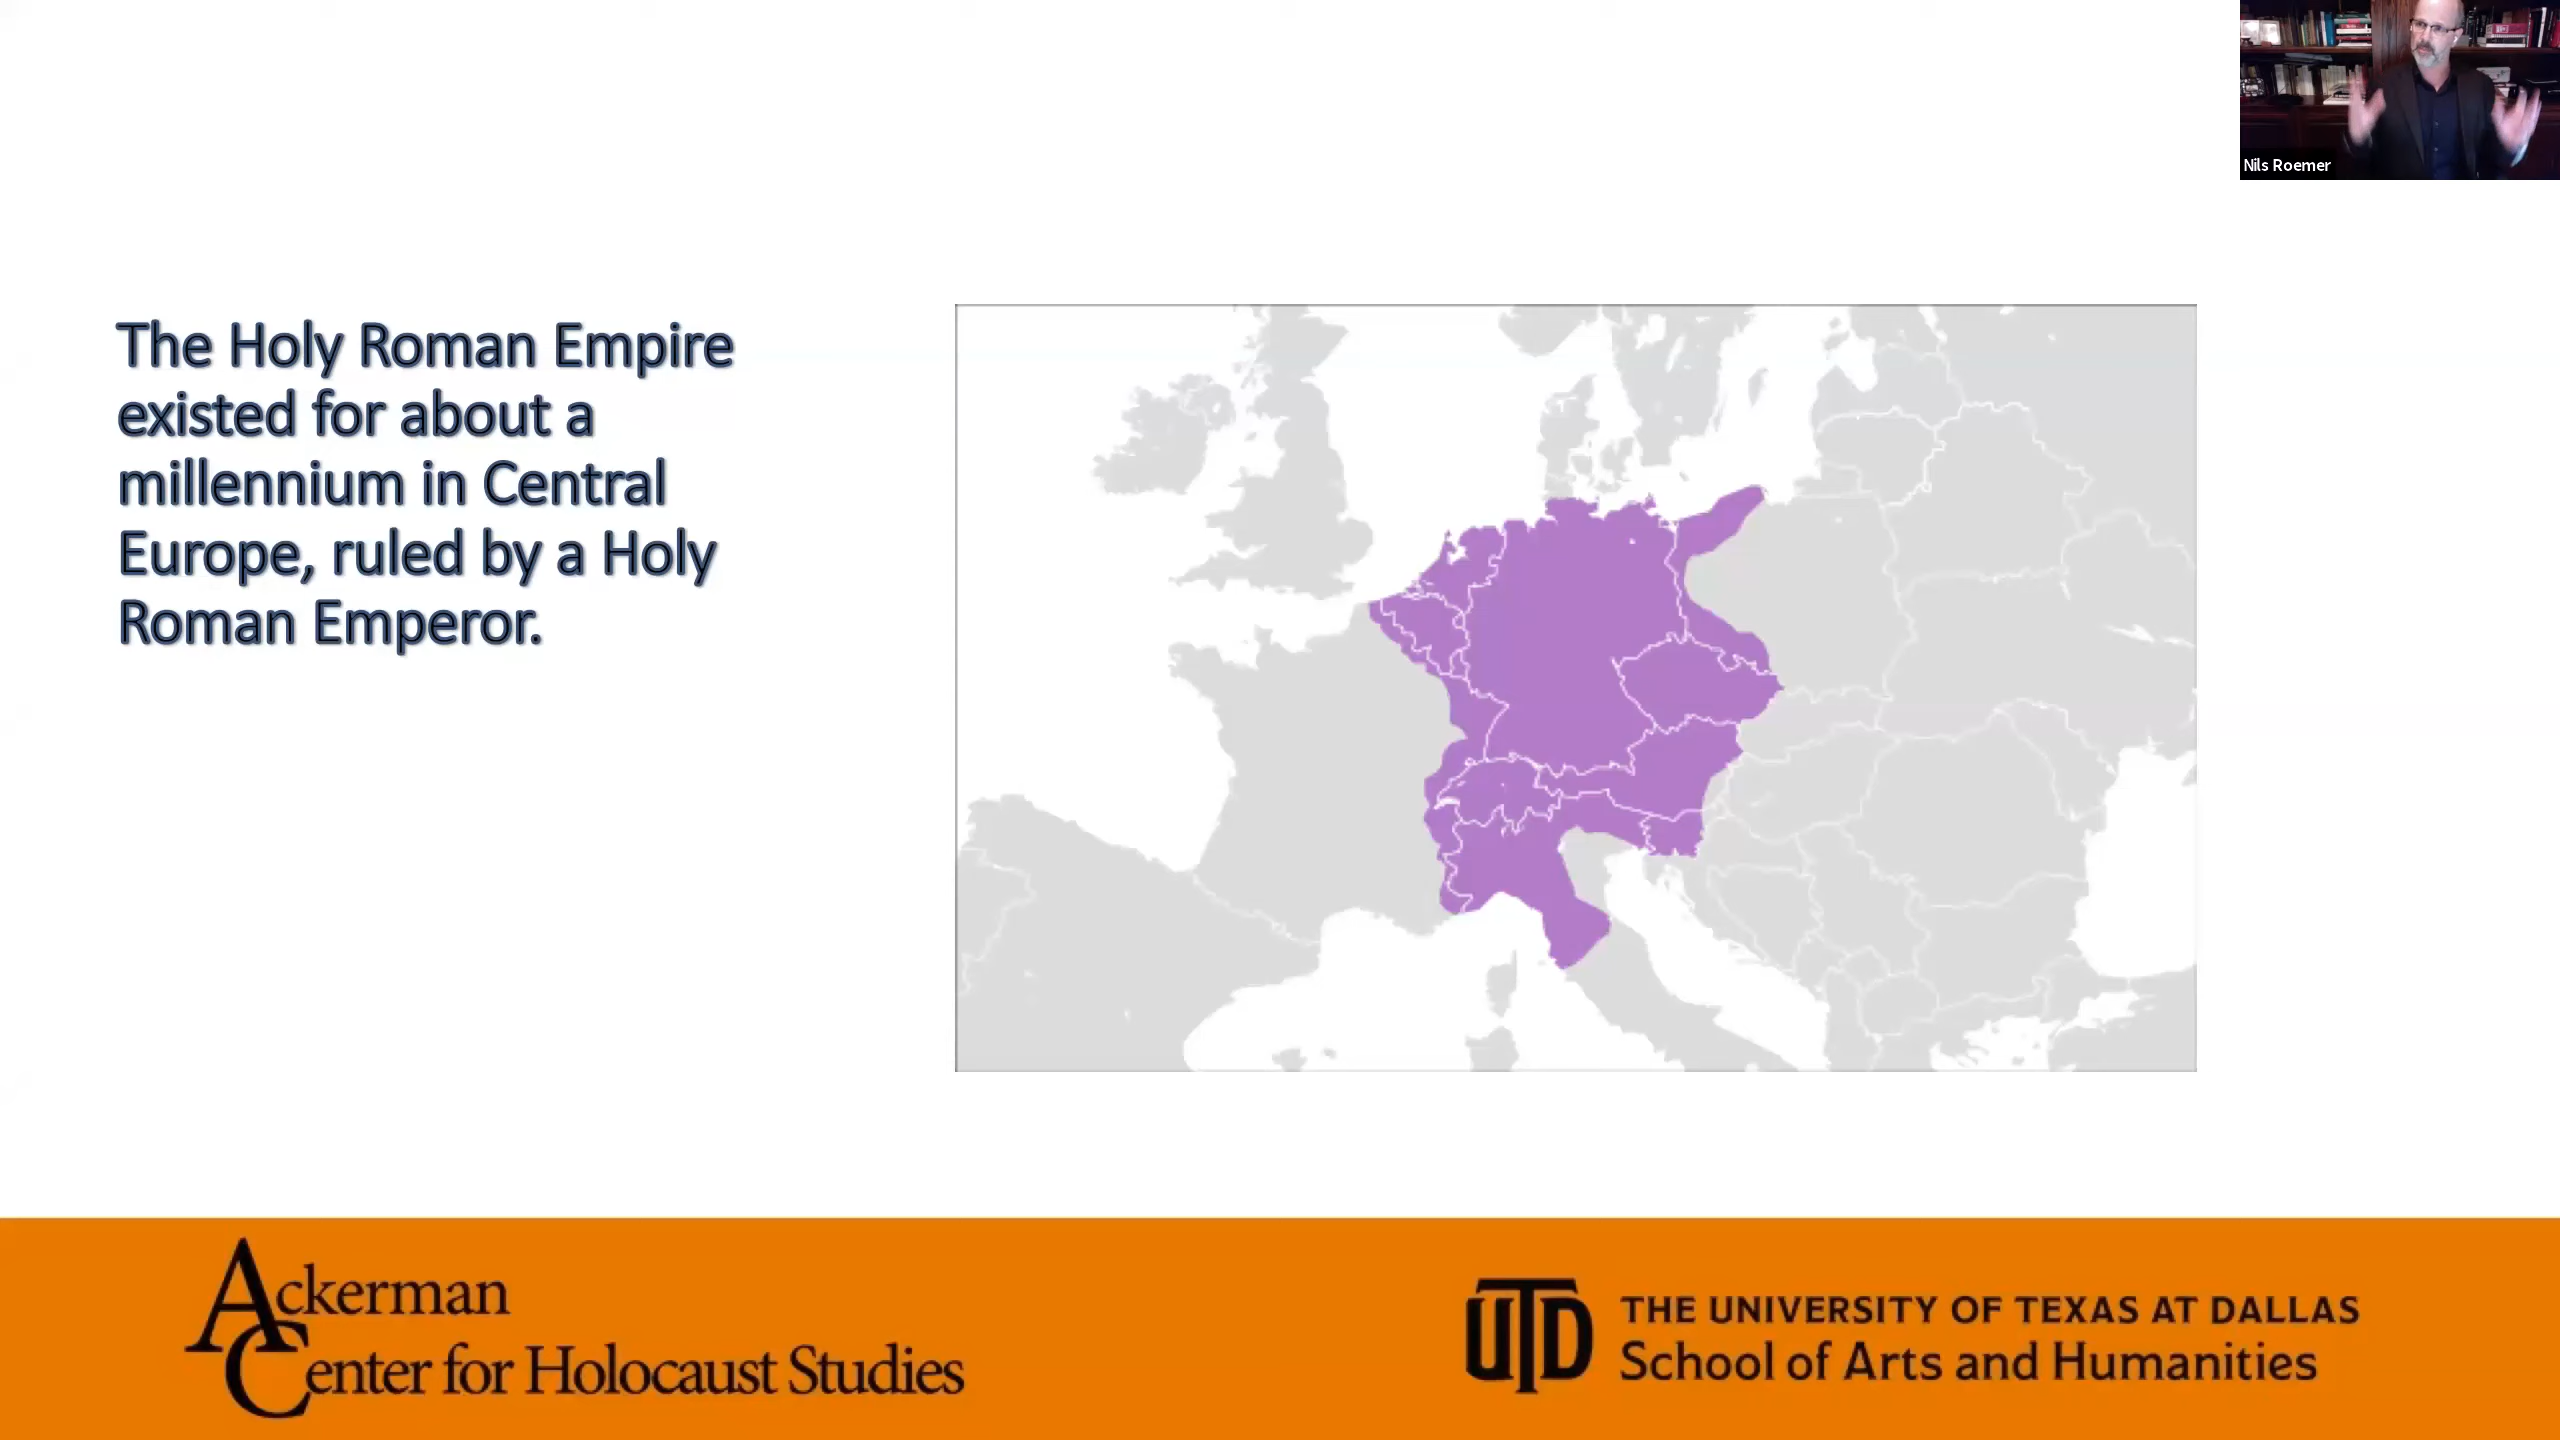 Nils Roemer
The Holy Roman Empire
existed for about a
millennium in Central
Europe, ruled by a Holy
Roman Emperor.
Ackerman
Center for Holocaust Studies
UTD
THE UNIVERSITY OF TEXAS AT DALLAS
School of Arts and Humanities